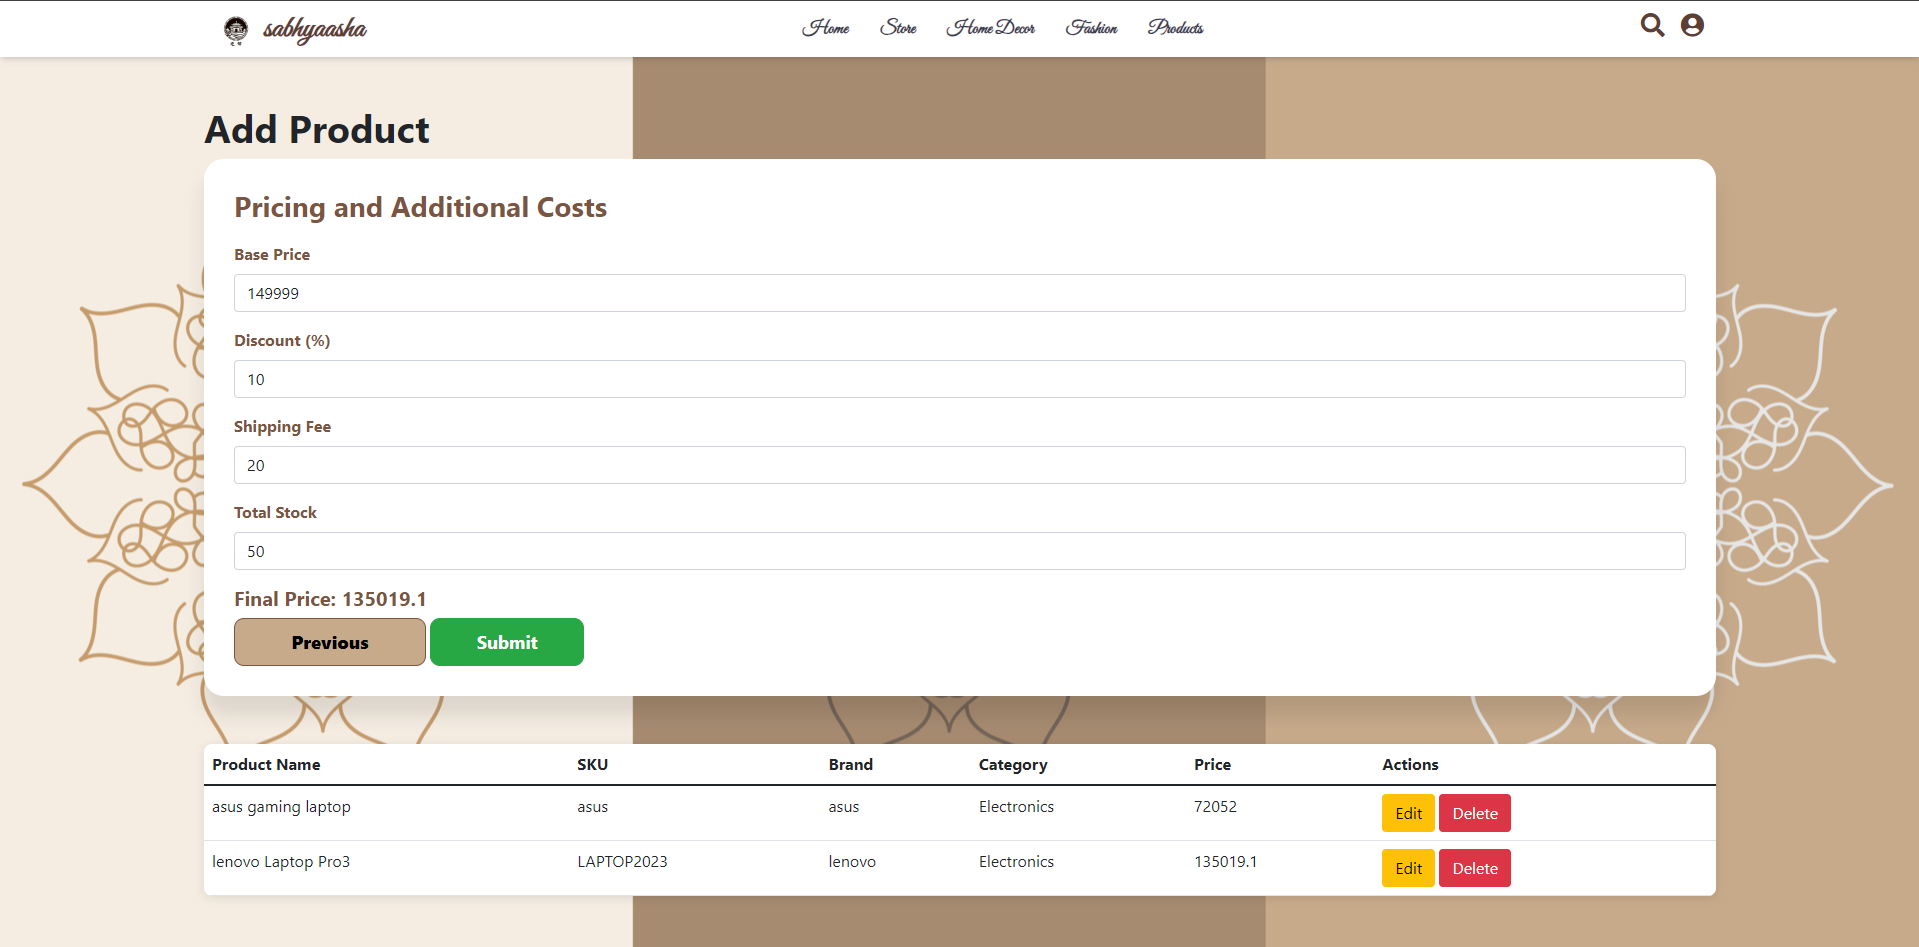 sabhyaasha
Home Store Home Decor Fashion Products
Add Product
Pricing and Additional Costs
Base Price
149999
Discount (%)
10
Shipping Fee
20
Total Stock
50
Final Price: 135019.1
Previous Submit
Product Name SKU Brand Category Price Actions
asus gaming laptop asus asus Electronics 72052 Edit Delete
lenovo Laptop Pro3 LAPTOP2023 lenovo Electronics 135019.1 Edit Delete